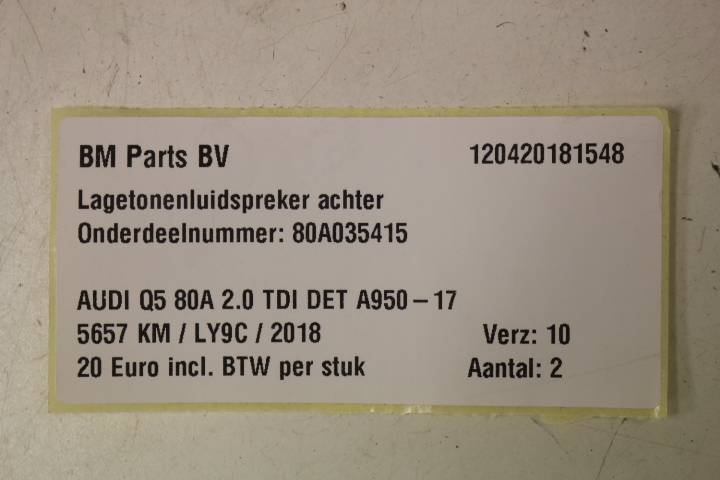 BM Parts BV 120420181548
Lagetonenluidspreker achter
Onderdeelnummer: 80A035415
AUDI Q5 80A 2.0 TDI DET A950 – 17
5657 KM / LY9C / 2018 Verz: 10
20 Euro incl. BTW per stuk Aantal: 2